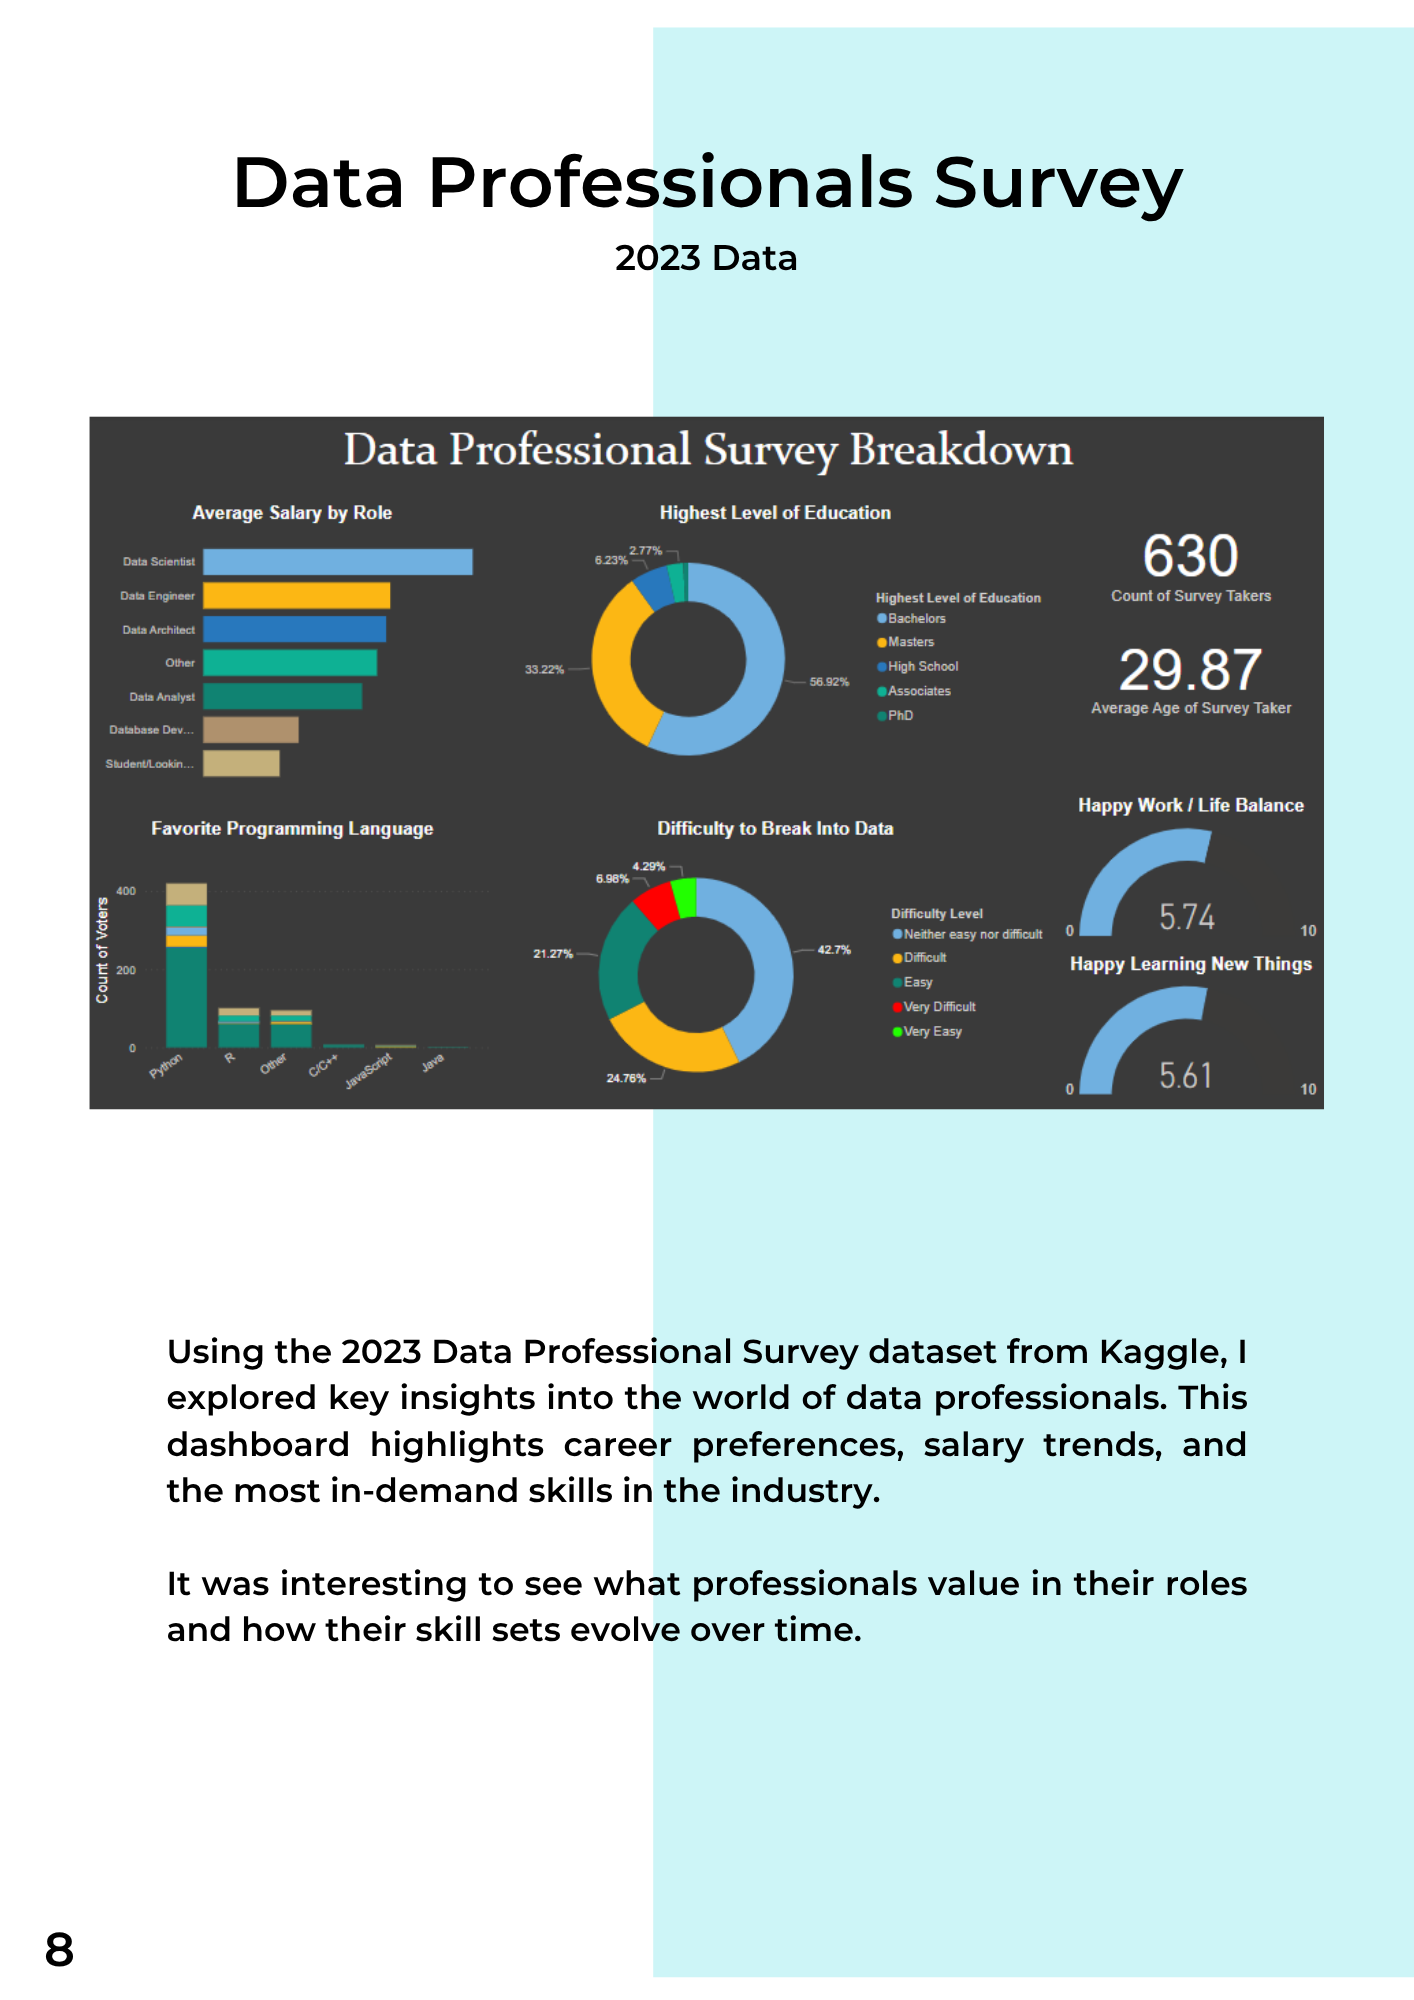 Data Professionals Survey
2023 Data
Data Professional Survey Breakdown
Average Salary by Role
Data Scientist
Data Engineer
Data Architect
Other
Data Analyst
Database Dev...
Student/Lookin...
Highest Level of Education
2.77%
6.23%
33.22%
56.92%
Highest Level of Education
Bachelors
Masters
High School
Associates
PhD
630
Count of Survey Takers
29.87
Average Age of Survey Taker
Favorite Programming Language
Count of Voters
400
200
0
Python
R
Other
C/C++
JavaScript
Java
Difficulty to Break Into Data
4.29%
6.98%
21.27%
42.7%
24.76%
Difficulty Level
Neither easy nor difficult
Difficult
Easy
Very Difficult
Very Easy
Happy Work / Life Balance
5.74
0
10
Happy Learning New Things
5.61
0
10
Using the 2023 Data Professional Survey dataset from Kaggle, I
explored key insights into the world of data professionals. This
dashboard highlights career preferences, salary trends, and
the most in-demand skills in the industry.
It was interesting to see what professionals value in their roles
and how their skill sets evolve over time.
8